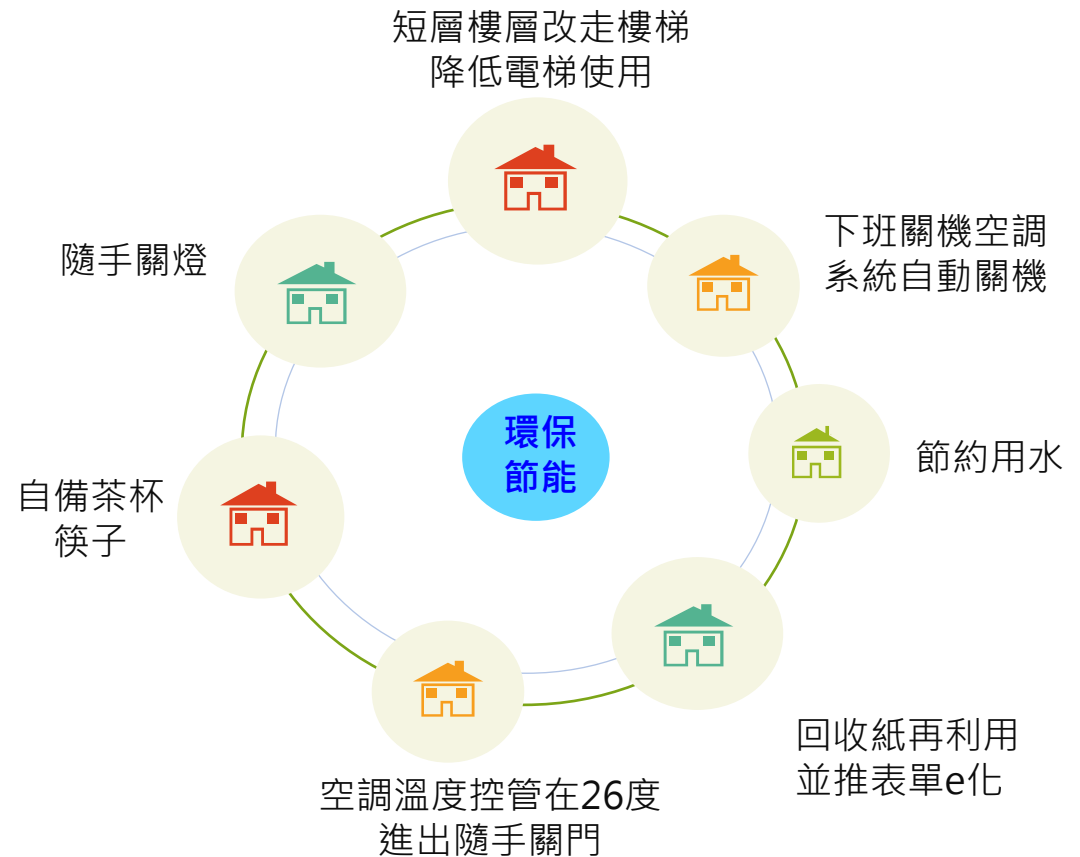 短層樓層改走樓梯
降低電梯使用
下班關機空調
系統自動關機
隨手關燈
環保
節能
節約用水
自備茶杯
筷子
回收紙再利用
並推表單e化
空調溫度控管在26度
進出隨手關門